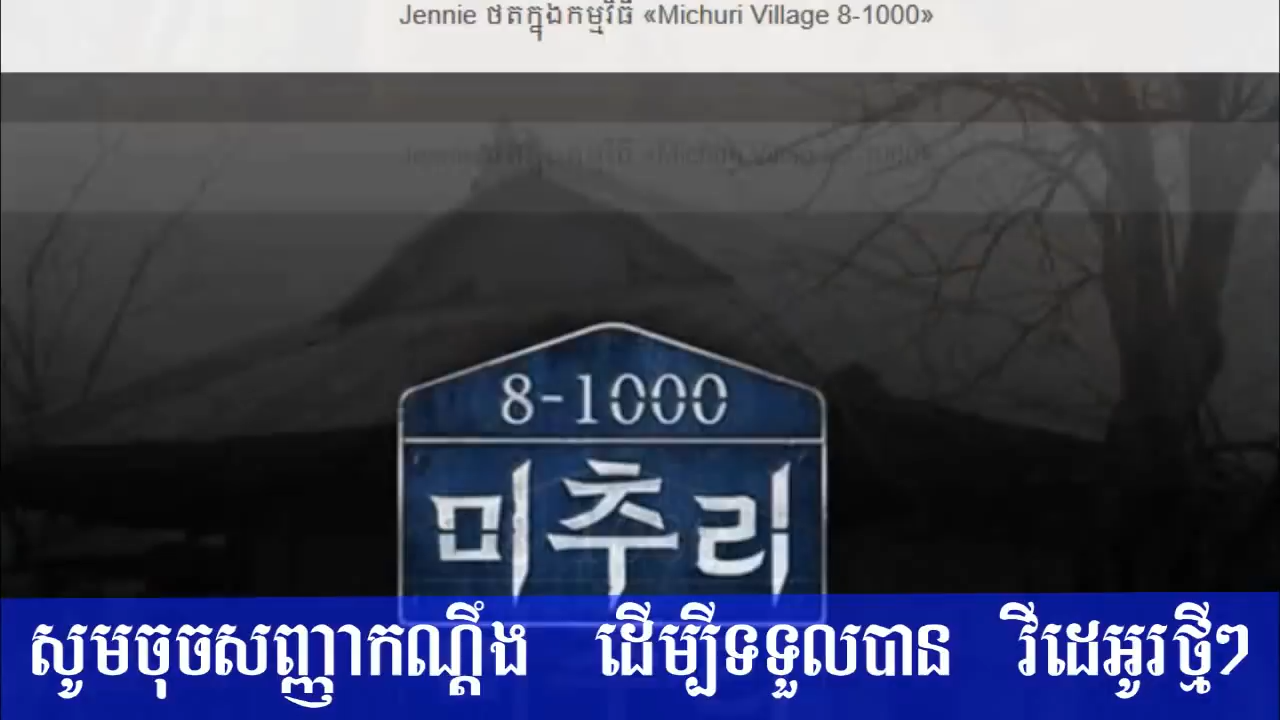 Jennie ថតក្នុងកម្មវិធី «Michuri Village 8-1000»
8-1000
미추리
សូមចុចសញ្ញាកណ្ដឹង ដើម្បីទទួលបាន វីដេអូរថ្មីៗ